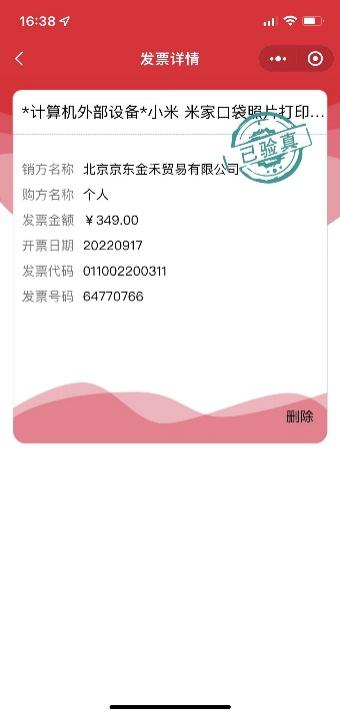 16:38
发票详情
*计算机外部设备*小米 米家口袋照片打印...
已验真
销方名称 北京京东金禾贸易有限公司
购方名称 个人
发票金额 ￥349.00
开票日期 20220917
发票代码 011002200311
发票号码 64770766
删除